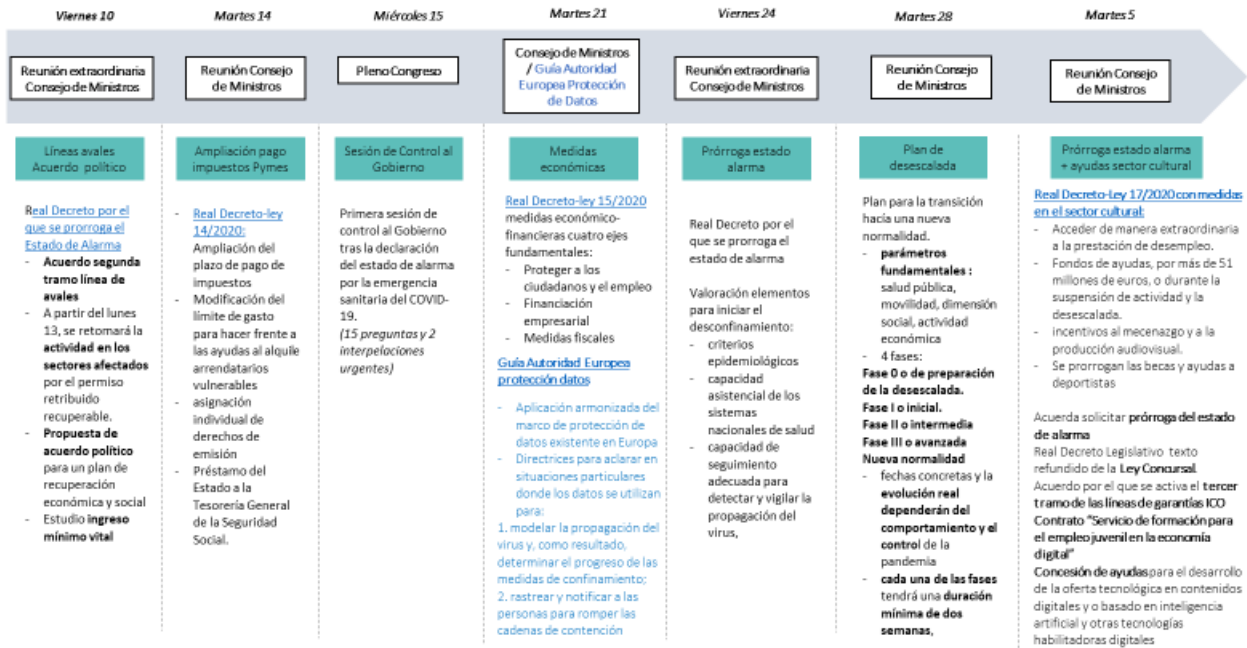 Viernes 10
Martes 14
Miércoles 15
Martes 21
Viernes 24
Martes 28
Martes 5
Reunión extraordinaria
Consejo de Ministros
Reunión Consejo
de Ministros
Pleno Congreso
Consejo de Ministros
/ Guía Autoridad
Europea Protección
de Datos
Reunión extraordinaria
Consejo de Ministros
Reunión Consejo
de Ministros
Reunión Consejo
de Ministros
Líneas avales
Acuerdo político
Real Decreto por el
que se prorroga el
Estado de Alarma
- Acuerdo segunda
tramo línea de
avales
- A partir del lunes
13, se retomará la
actividad en los
sectores afectados
por el permiso
retribuido
recuperable.
- Propuesta de
acuerdo político
para un plan de
recuperación
económica y social
- Estudio ingreso
mínimo vital
Ampliación pago
impuestos Pymes
- Real Decreto-ley
14/2020:
Ampliación del
plazo de pago de
impuestos
- Modificación del
límite de gasto
para hacer frente a
las ayudas al alquile
arrendatarios
vulnerables
- asignación
individual de
derechos de
emisión
- Préstamo del
Estado a la
Tesorería General
de la Seguridad
Social.
Sesión de Control al
Gobierno
Primera sesión de
control al Gobierno
tras la declaración
del estado de alarma
por la emergencia
sanitaria del COVID-
19.
(15 preguntas y 2
interpelaciones
urgentes)
Medidas
económicas
Real Decreto-ley 15/2020
medidas económico-
financieras cuatro ejes
fundamentales:
- Proteger a los
ciudadanos y el empleo
- Financiación
empresarial
- Medidas fiscales
Guía Autoridad Europea
protección datos
- Aplicación armonizada del
marco de protección de
datos existente en Europa
- Directrices para aclarar en
situaciones particulares
donde los datos se utilizan
para:
1. modelar la propagación del
virus y, como resultado,
determinar el progreso de las
medidas de confinamiento;
2. rastrear y notificar a las
personas para romper las
cadenas de contención
Prórroga estado
alarma
Real Decreto por el
que se prorroga el
estado de alarma
Valoración elementos
para iniciar el
desconfinamiento:
- criterios
epidemiológicos
- capacidad
asistencial de los
sistemas
nacionales de salud
- capacidad de
seguimiento
adecuada para
detectar y vigilar la
propagación del
virus,
Plan de
desescalada
Plan para la transición
hacía una nueva
normalidad.
- parámetros
fundamentales :
salud pública,
movilidad, dimensión
social, actividad
económica
- 4 fases:
Fase 0 o de preparación
de la desescalada.
Fase I o inicial.
Fase II o intermedia
Fase III o avanzada
Nueva normalidad
- fechas concretas y la
evolución real
dependerán del
comportamiento y el
control de la
pandemia
- cada una de las fases
tendrá una duración
mínima de dos
semanas,
Prórroga estado alarma
+ ayudas sector cultural
Real Decreto-Ley 17/2020 con medidas
en el sector cultural:
- Acceder de manera extraordinaria
a la prestación de desempleo.
- Fondos de ayudas, por más de 51
millones de euros, o durante la
suspensión de actividad y la
desescalada.
- incentivos al mecenazgo y a la
producción audiovisual.
- Se prorrogan las becas y ayudas a
deportistas
Acuerda solicitar prórroga del estado
de alarma
Real Decreto Legislativo texto
refundido de la Ley Concursal.
Acuerdo por el que se activa el tercer
tramo de las líneas de garantías ICO
Contrato "Servicio de formación para
el empleo juvenil en la economía
digital"
Concesión de ayudas para el desarrollo
de la oferta tecnológica en contenidos
digitales y o basado en inteligencia
artificial y otras tecnologías
habilitadoras digitales